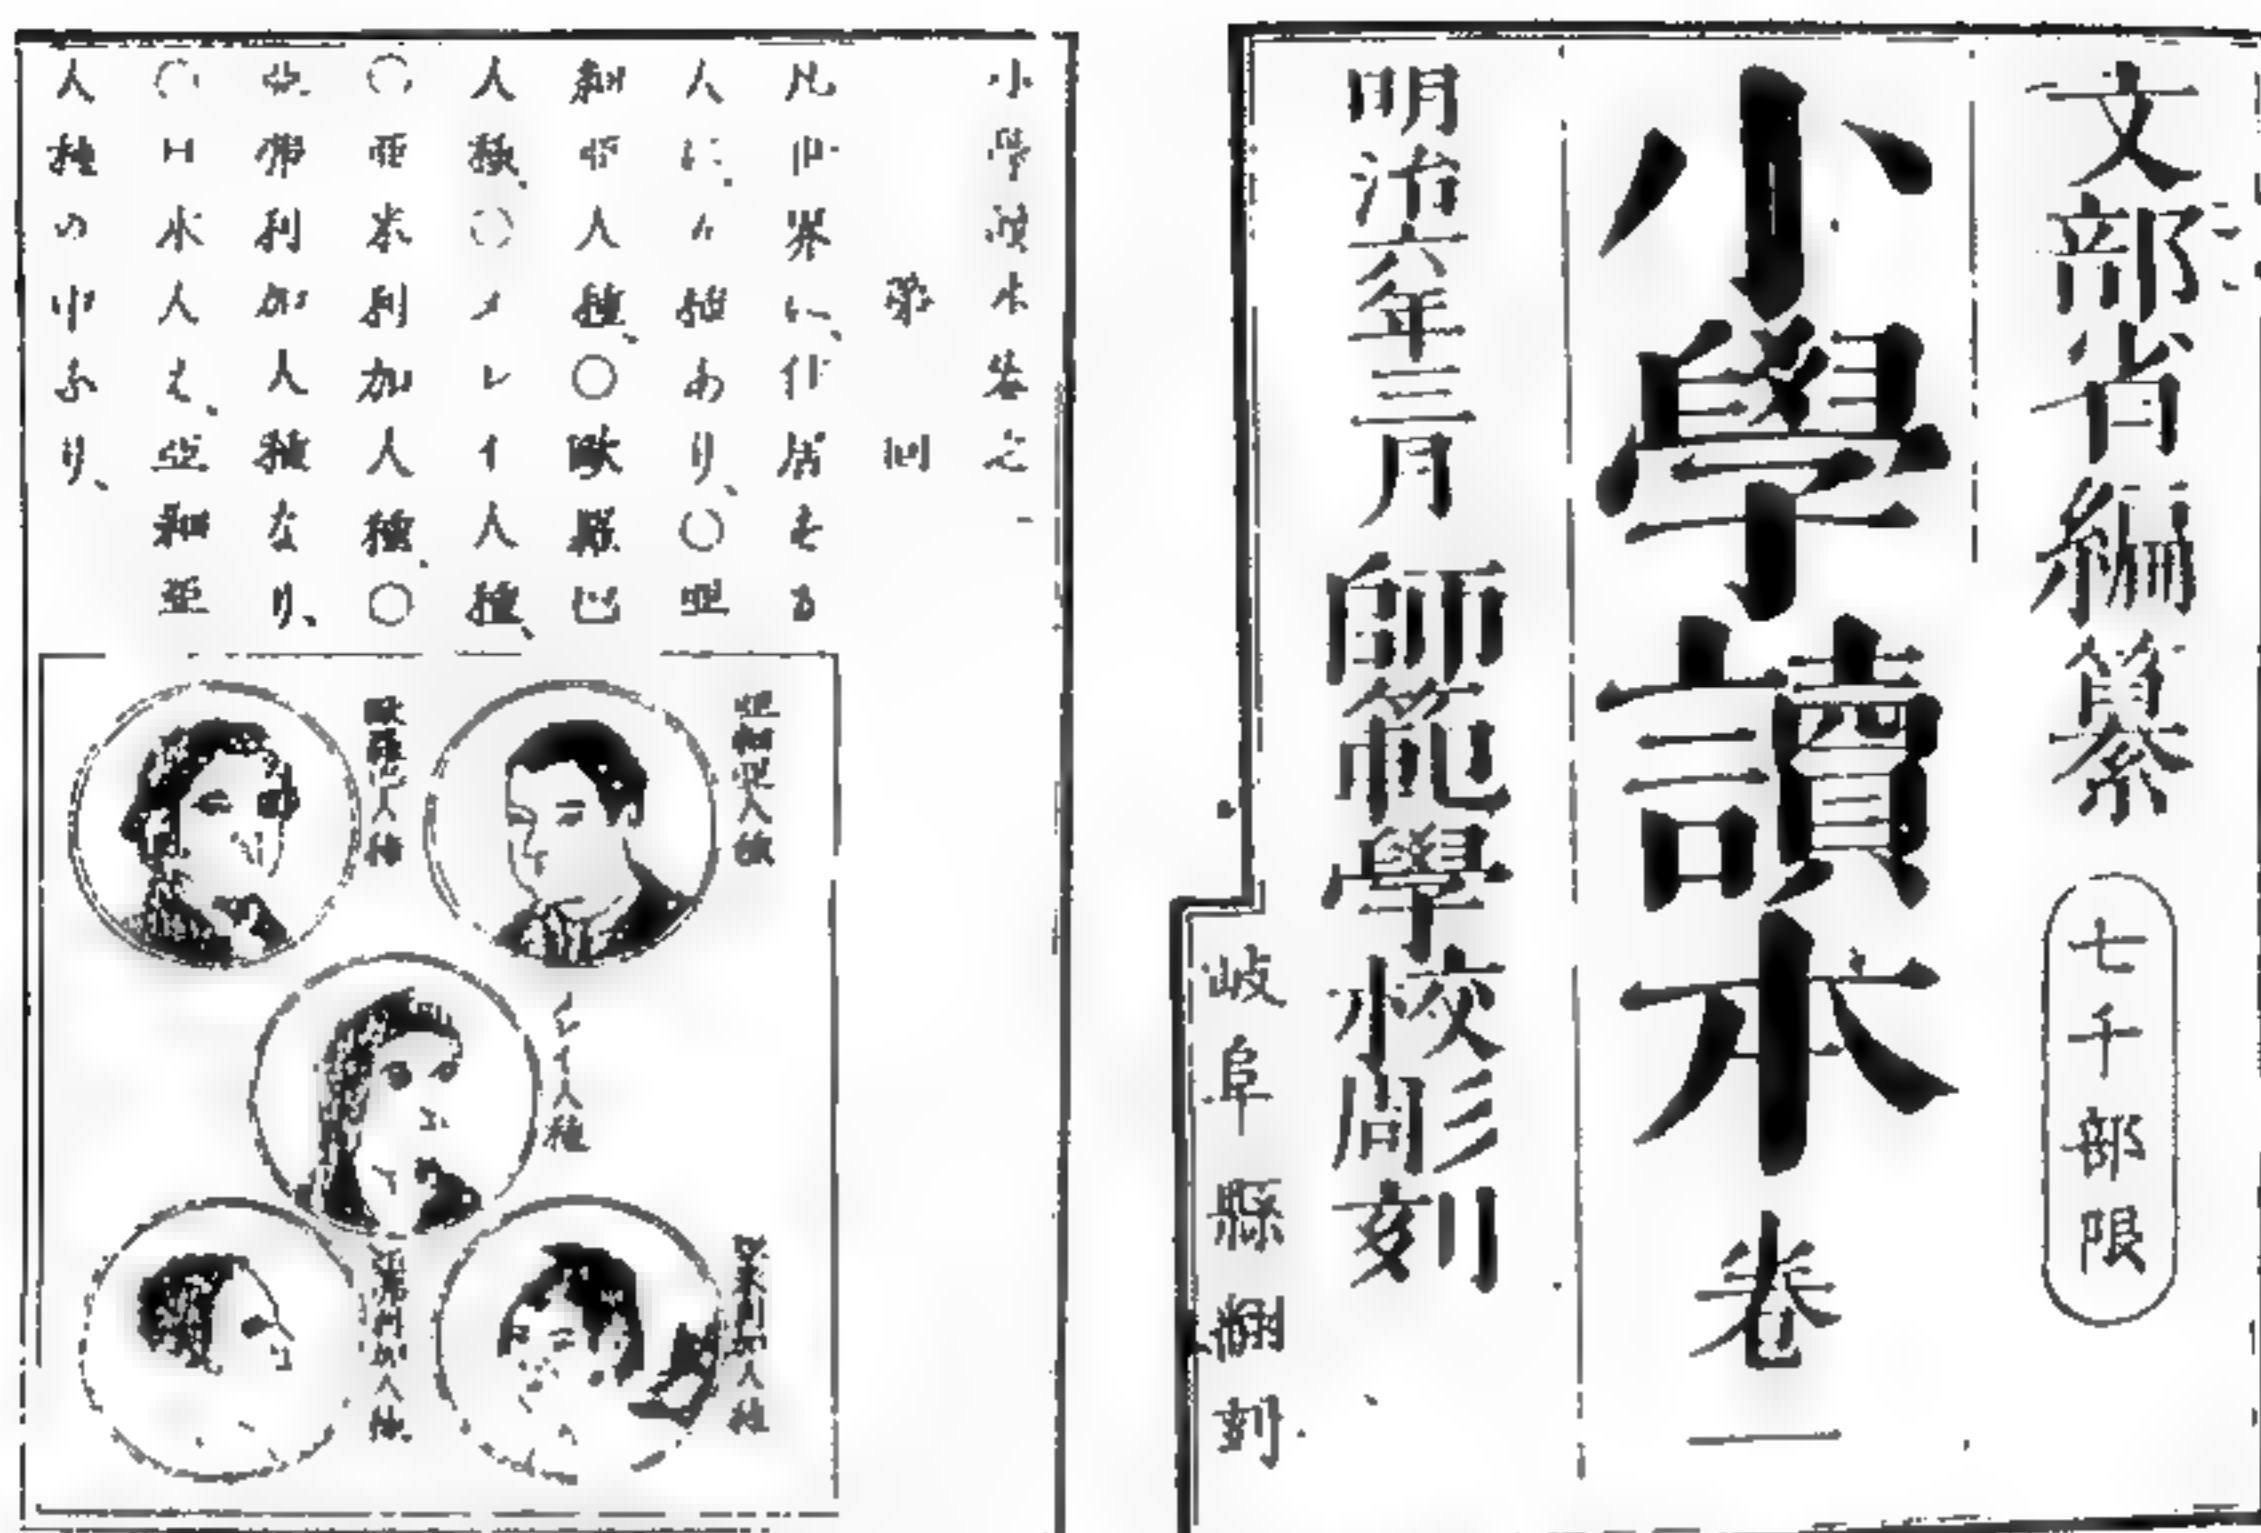 文部省編纂
七千部限
小學讀本 卷一
明治六年三月 師範學校彫刻
岐阜縣翻刻
小學讀本卷之一
第 回
凡世界に、住居する
人に、あり、○亞
細亞人種、○歐羅巴
人種、○メレイ人種、
○亞米利加人種、○
亞弗利加人種なり、
○日本人は、亞細亞
人種の中なり、
亞細亞人種
歐羅巴人種
メレイ人種
亞米利加人種
亞弗利加人種